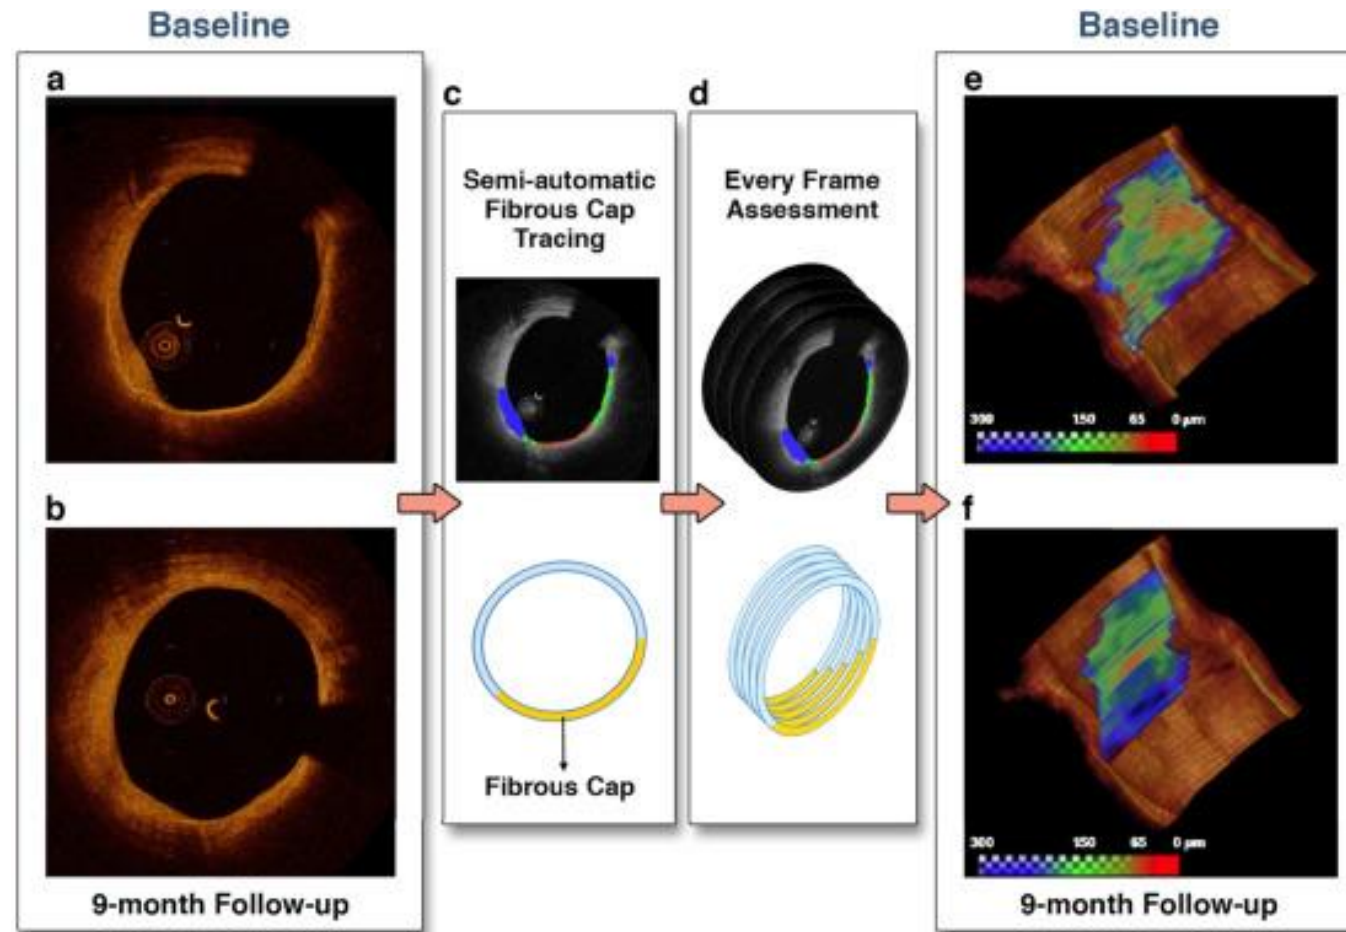 Baseline
a
b
9-month Follow-up
c
Semi-automatic
Fibrous Cap
Tracing
Fibrous Cap
d
Every Frame
Assessment
Baseline
e
300 150 65 0 µm
f
300 150 65 0 µm
9-month Follow-up